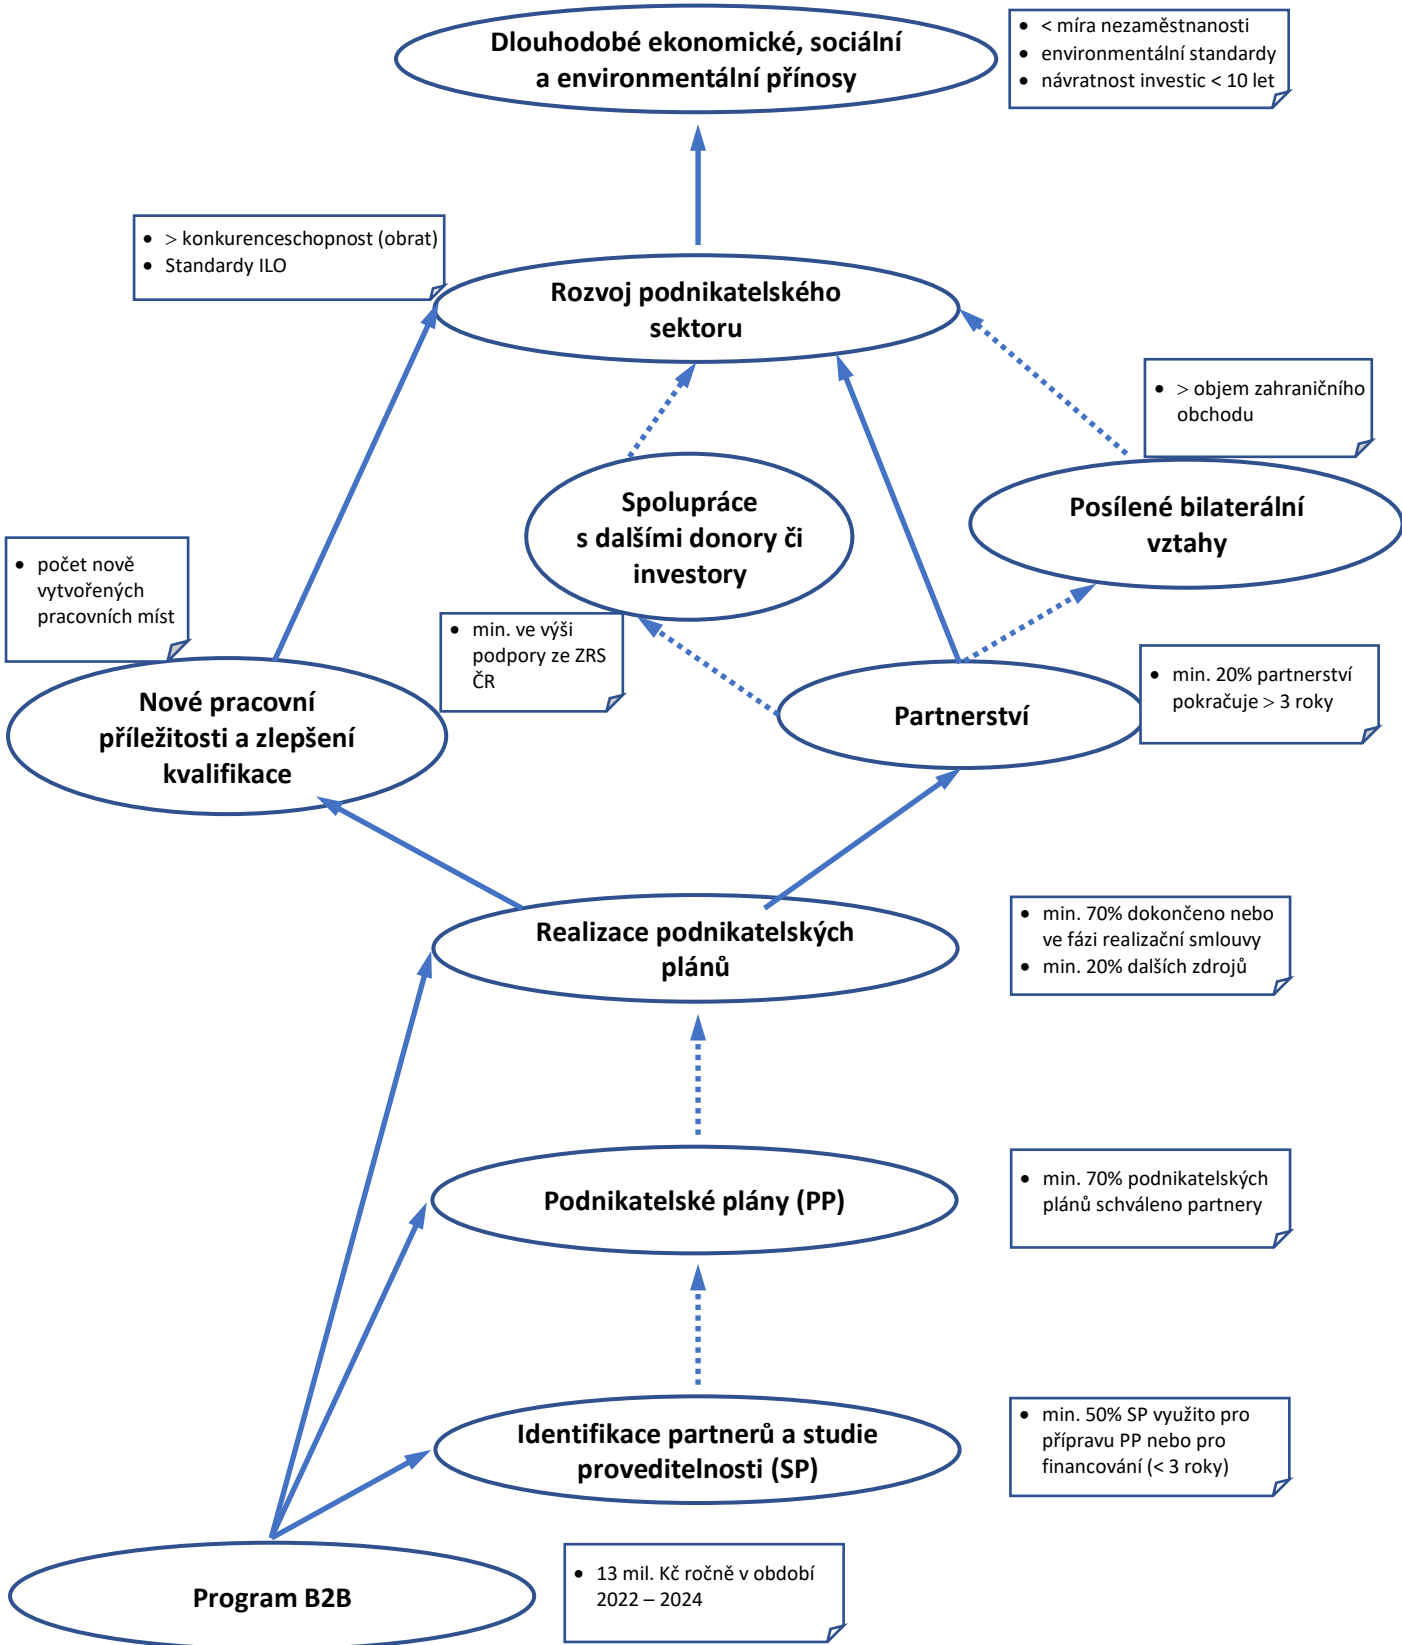 Dlouhodobé ekonomické, sociální
a environmentální přínosy
• < míra nezaměstnanosti
• environmentální standardy
• návratnost investic < 10 let
• > konkurenceschopnost (obrat)
• Standardy ILO
Rozvoj podnikatelského
sektoru
• > objem zahraničního
obchodu
Spolupráce
s dalšími donory či
investory
Posílené bilaterální
vztahy
• počet nově
vytvořených
pracovních míst
• min. ve výši
podpory ze ZRS
ČR
Nové pracovní
příležitosti a zlepšení
kvalifikace
Partnerství
• min. 20% partnerství
pokračuje > 3 roky
Realizace podnikatelských
plánů
• min. 70% dokončeno nebo
ve fázi realizační smlouvy
• min. 20% dalších zdrojů
Podnikatelské plány (PP)
• min. 70% podnikatelských
plánů schváleno partnery
Identifikace partnerů a studie
proveditelnosti (SP)
• min. 50% SP využito pro
přípravu PP nebo pro
financování (< 3 roky)
Program B2B
• 13 mil. Kč ročně v období
2022 – 2024